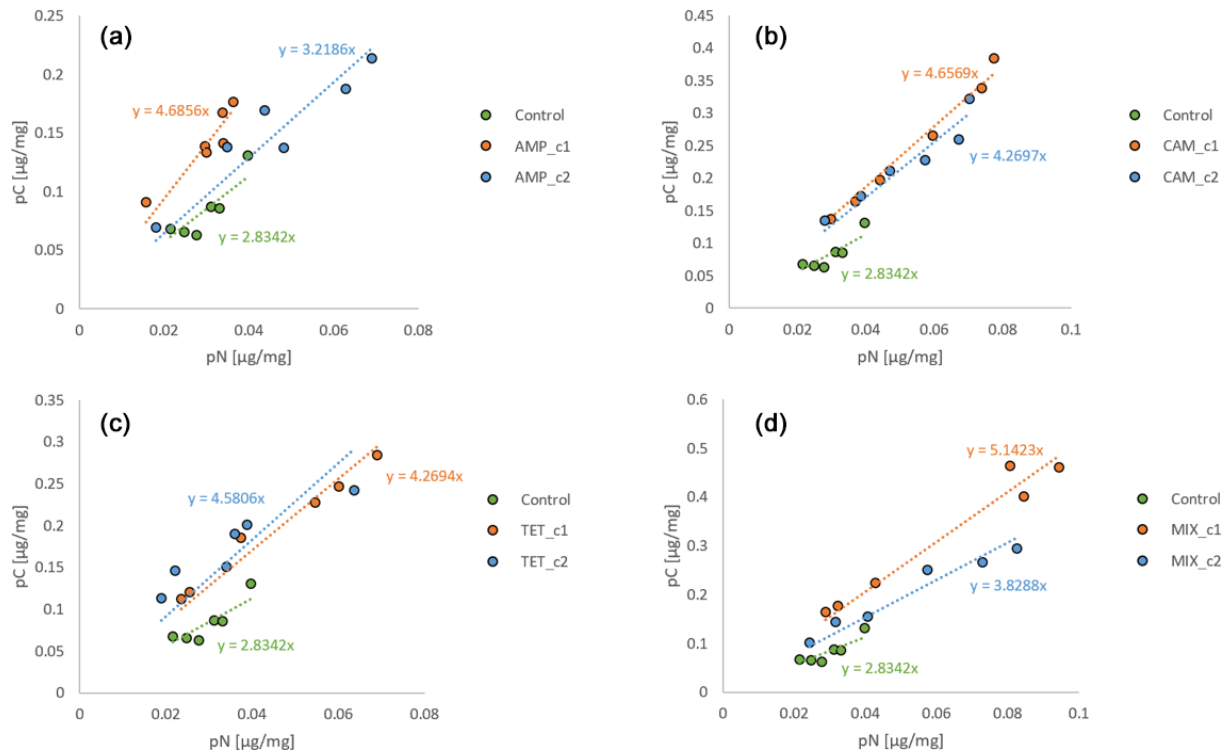 (a)
0.25
0.2
0.15
0.1
0.05
0
pC [µg/mg]
y = 3.2186x
y = 4.6856x
y = 2.8342x
0 0.02 0.04 0.06 0.08
pN [µg/mg]
Control
AMP_c1
AMP_c2
(b)
0.45
0.4
0.35
0.3
0.25
0.2
0.15
0.1
0.05
0
pC [µg/mg]
y = 4.6569x
y = 4.2697x
y = 2.8342x
0 0.02 0.04 0.06 0.08 0.1
pN [µg/mg]
Control
CAM_c1
CAM_c2
(c)
0.35
0.3
0.25
0.2
0.15
0.1
0.05
0
pC [µg/mg]
y = 4.2694x
y = 4.5806x
y = 2.8342x
0 0.02 0.04 0.06 0.08
pN [µg/mg]
Control
TET_c1
TET_c2
(d)
0.6
0.5
0.4
0.3
0.2
0.1
0
pC [µg/mg]
y = 5.1423x
y = 3.8288x
y = 2.8342x
0 0.02 0.04 0.06 0.08 0.1
pN [µg/mg]
Control
MIX_c1
MIX_c2